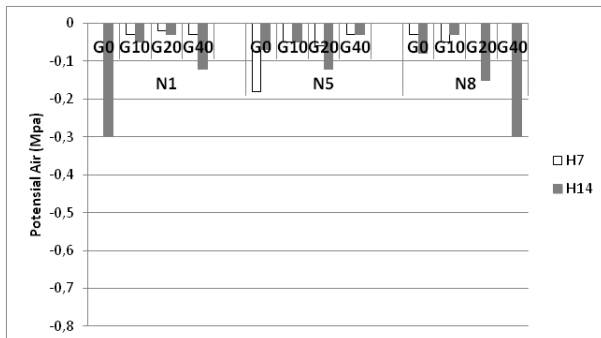 0
-0,1
-0,2
-0,3
-0,4
-0,5
-0,6
-0,7
-0,8
Potensial Air (Mpa)
G0 G10 G20 G40 G0 G10 G20 G40 G0 G10 G20 G40
N1 N5 N8
H7
H14